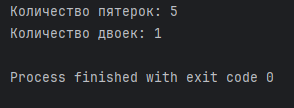 Количество пятерок: 5
Количество двоек: 1
Process finished with exit code 0